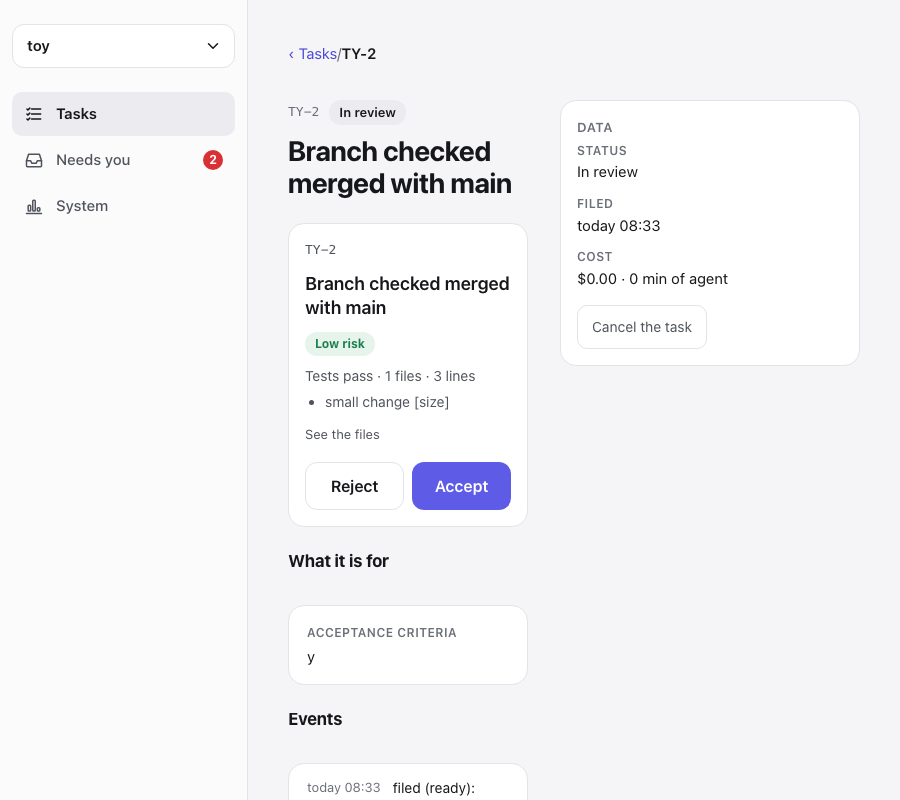 toy
Tasks
Needs you
2
System
‹ Tasks/TY-2
TY-2 In review
Branch checked
merged with main
TY-2
Branch checked merged
with main
Low risk
Tests pass · 1 files · 3 lines
• small change [size]
See the files
Reject
Accept
What it is for
ACCEPTANCE CRITERIA
y
Events
today 08:33 filed (ready):
DATA
STATUS
In review
FILED
today 08:33
COST
$0.00 · 0 min of agent
Cancel the task